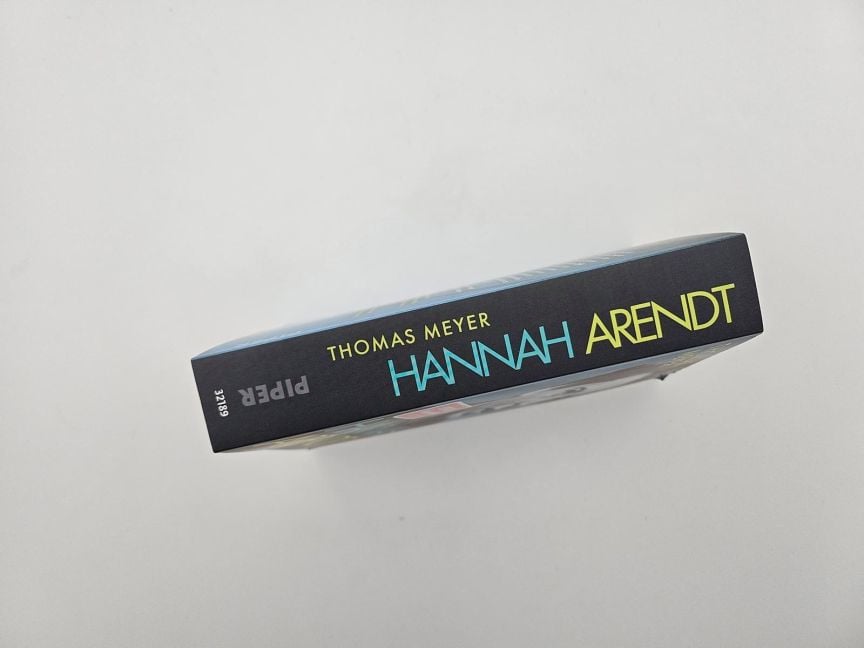 THOMAS MEYER
HANNAH ARENDT
PIPER
32189